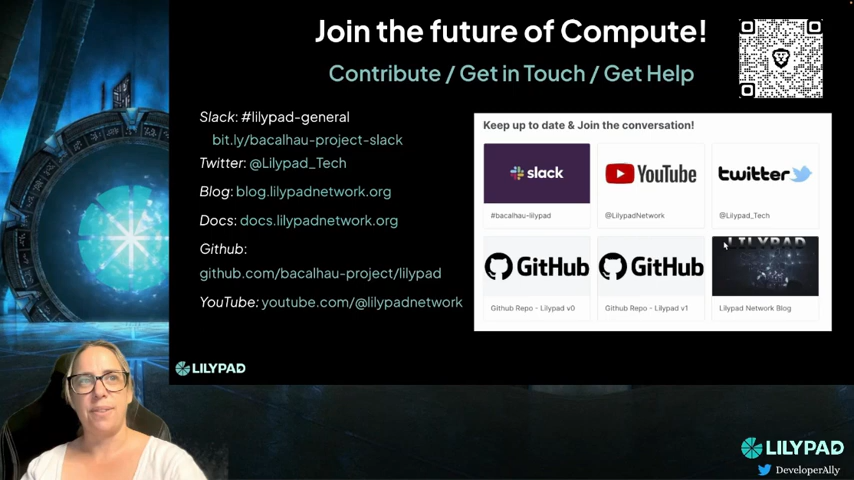 Join the future of Compute!
Contribute / Get in Touch / Get Help
Slack: #lilypad-general
bit.ly/bacalhau-project-slack
Twitter: @Lilypad_Tech
Blog: blog.lilypadnetwork.org
Docs: docs.lilypadnetwork.org
Github:
github.com/bacalhau-project/lilypad
YouTube: youtube.com/@lilypadnetwork
Keep up to date & Join the conversation!
slack
YouTube
twitter
#bacalhau-lilypad
@LilypadNetwork
@Lilypad_Tech
GitHub
GitHub
LILYPAD
Github Repo - Lilypad v0
Github Repo - Lilypad v1
Lilypad Network Blog
LILYPAD
LILYPAD
DeveloperAlly